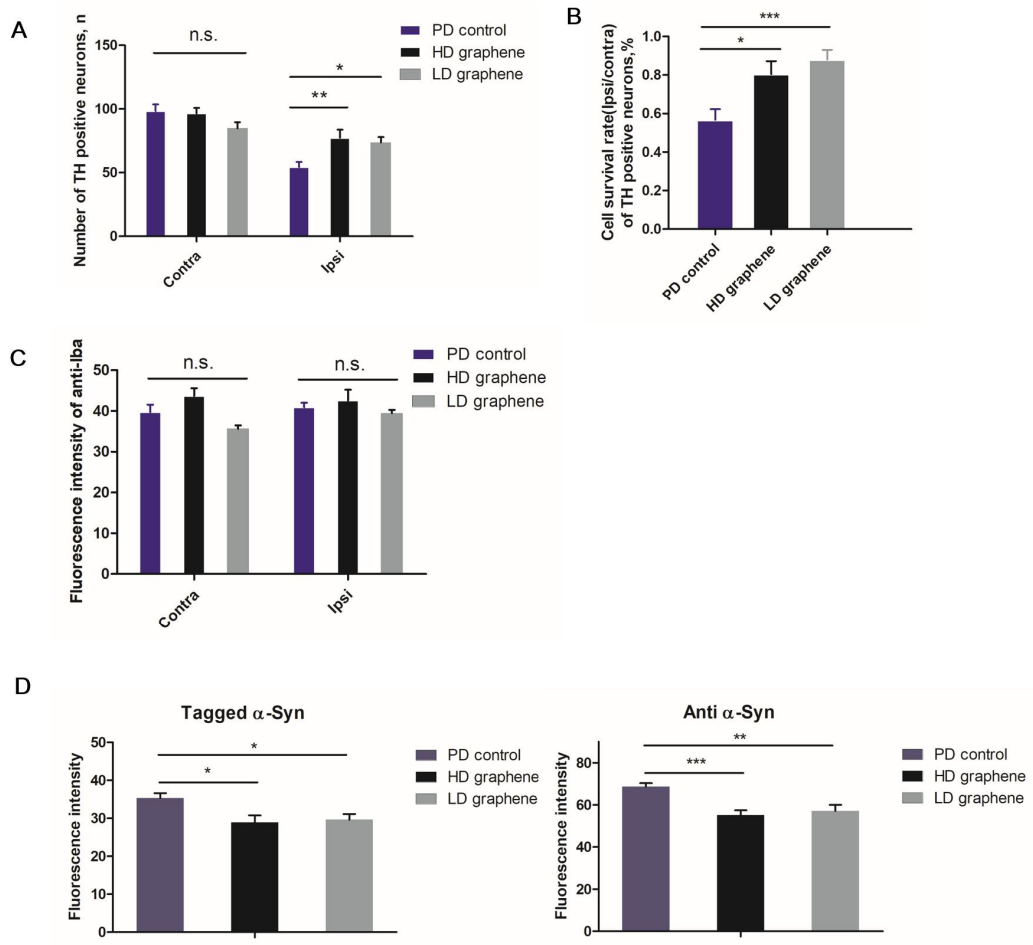 A
Number of TH positive neurons, n
150
100
50
0
n.s.
*
**
Contra
Ipsi
PD control
HD graphene
LD graphene
B
Cell survival rate(Ipsi/contra)
of TH positive neurons,%
1.0
0.8
0.6
0.4
0.2
0.0
***
*
PD control
HD graphene
LD graphene
C
Fluorescence intensity of anti-Iba
50
40
30
20
10
0
n.s.
n.s.
Contra
Ipsi
PD control
HD graphene
LD graphene
D
Tagged α-Syn
Fluorescence intensity
50
40
30
20
10
0
*
*
PD control
HD graphene
LD graphene
Anti α-Syn
Fluorescence intensity
80
60
40
20
0
**
***
PD control
HD graphene
LD graphene